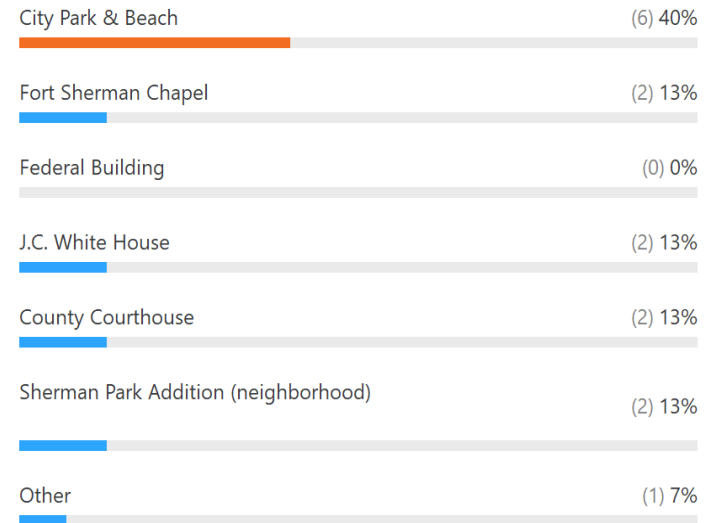 City Park & Beach (6) 40%
Fort Sherman Chapel (2) 13%
Federal Building (0) 0%
J.C. White House (2) 13%
County Courthouse (2) 13%
Sherman Park Addition (neighborhood) (2) 13%
Other (1) 7%